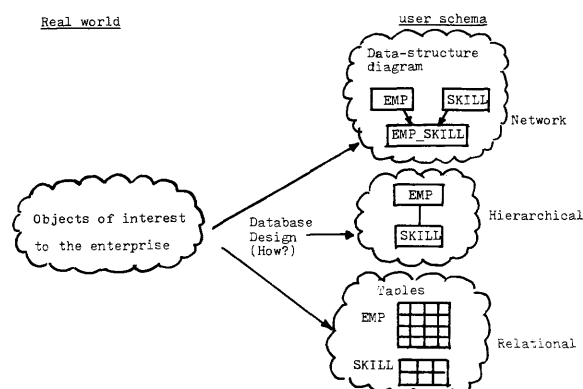 Real world
user schema
Data-structure
diagram
EMP
SKILL
EMP_SKILL
Network
Objects of interest
to the enterprise
Database
Design
(How?)
EMP
SKILL
Hierarchical
Tables
EMP
SKILL
Relational